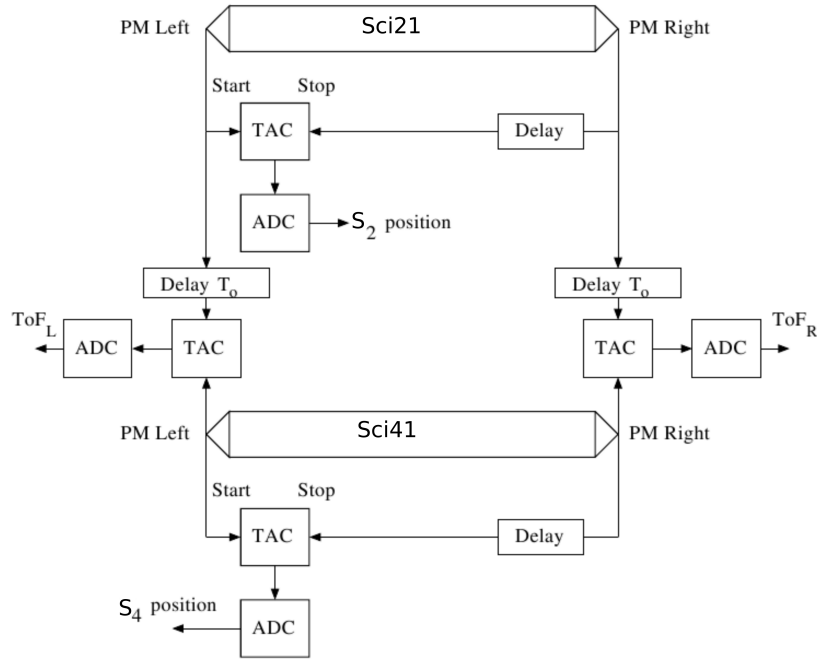 PM Left Sci21 PM Right
Start Stop
TAC Delay
ADC S2 position
Delay To Delay To
ToFL ADC TAC TAC ADC ToFR
PM Left Sci41 PM Right
Start Stop
TAC Delay
S4 position
ADC